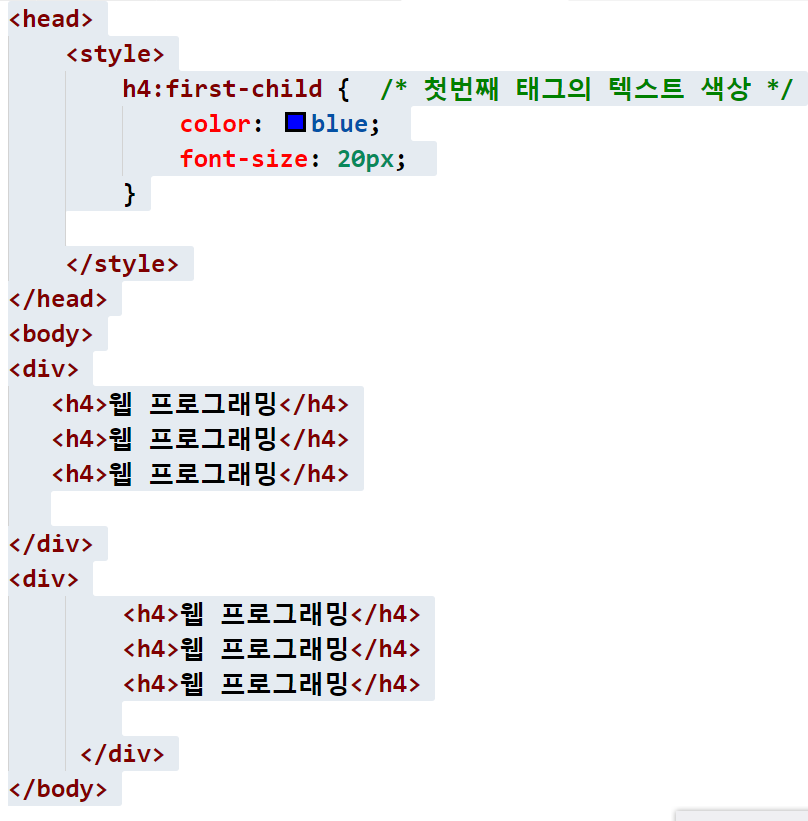 <head>
<style>
h4:first-child {  /* 첫번째 태그의 텍스트 색상 */
color: blue;
font-size: 20px;
}
</style>
</head>
<body>
<div>
<h4>웹 프로그래밍</h4>
<h4>웹 프로그래밍</h4>
<h4>웹 프로그래밍</h4>
</div>
<div>
<h4>웹 프로그래밍</h4>
<h4>웹 프로그래밍</h4>
<h4>웹 프로그래밍</h4>
</div>
</body>